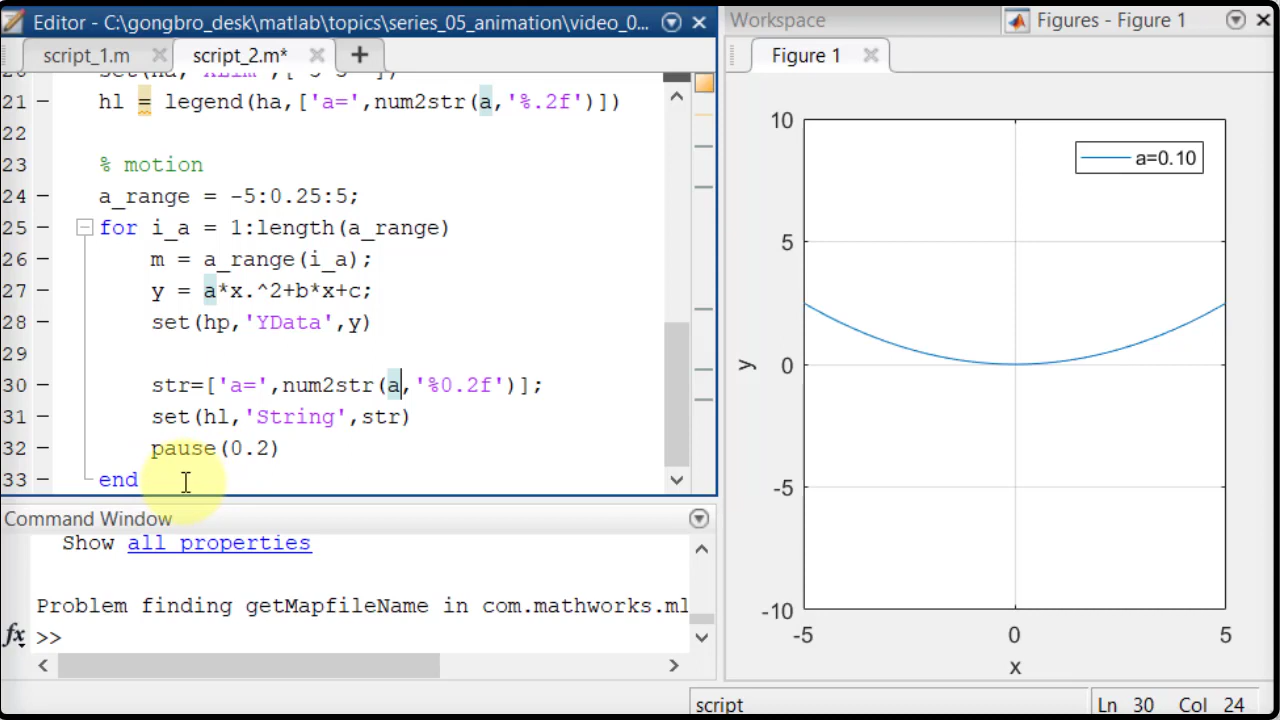 Editor - C:\gongbro_desk\matlab\topics\series_05_animation\video_0...
script_1.m
script_2.m*
21 hl = legend(ha,['a=',num2str(a,'%.2f')])
22
23 % motion
24 a_range = -5:0.25:5;
25 for i_a = 1:length(a_range)
26 m = a_range(i_a);
27 y = a*x.^2+b*x+c;
28 set(hp,'YData',y)
29
30 str=['a=',num2str(a,'%0.2f')];
31 set(hl,'String',str)
32 pause(0.2)
33 end
Command Window
Show all properties
Problem finding getMapfileName in com.mathworks.ml
fx >>
Workspace
Figures - Figure 1
Figure 1
a=0.10
10
5
0
-5
-10
y
-5 0 5
x
script
Ln 30 Col 24